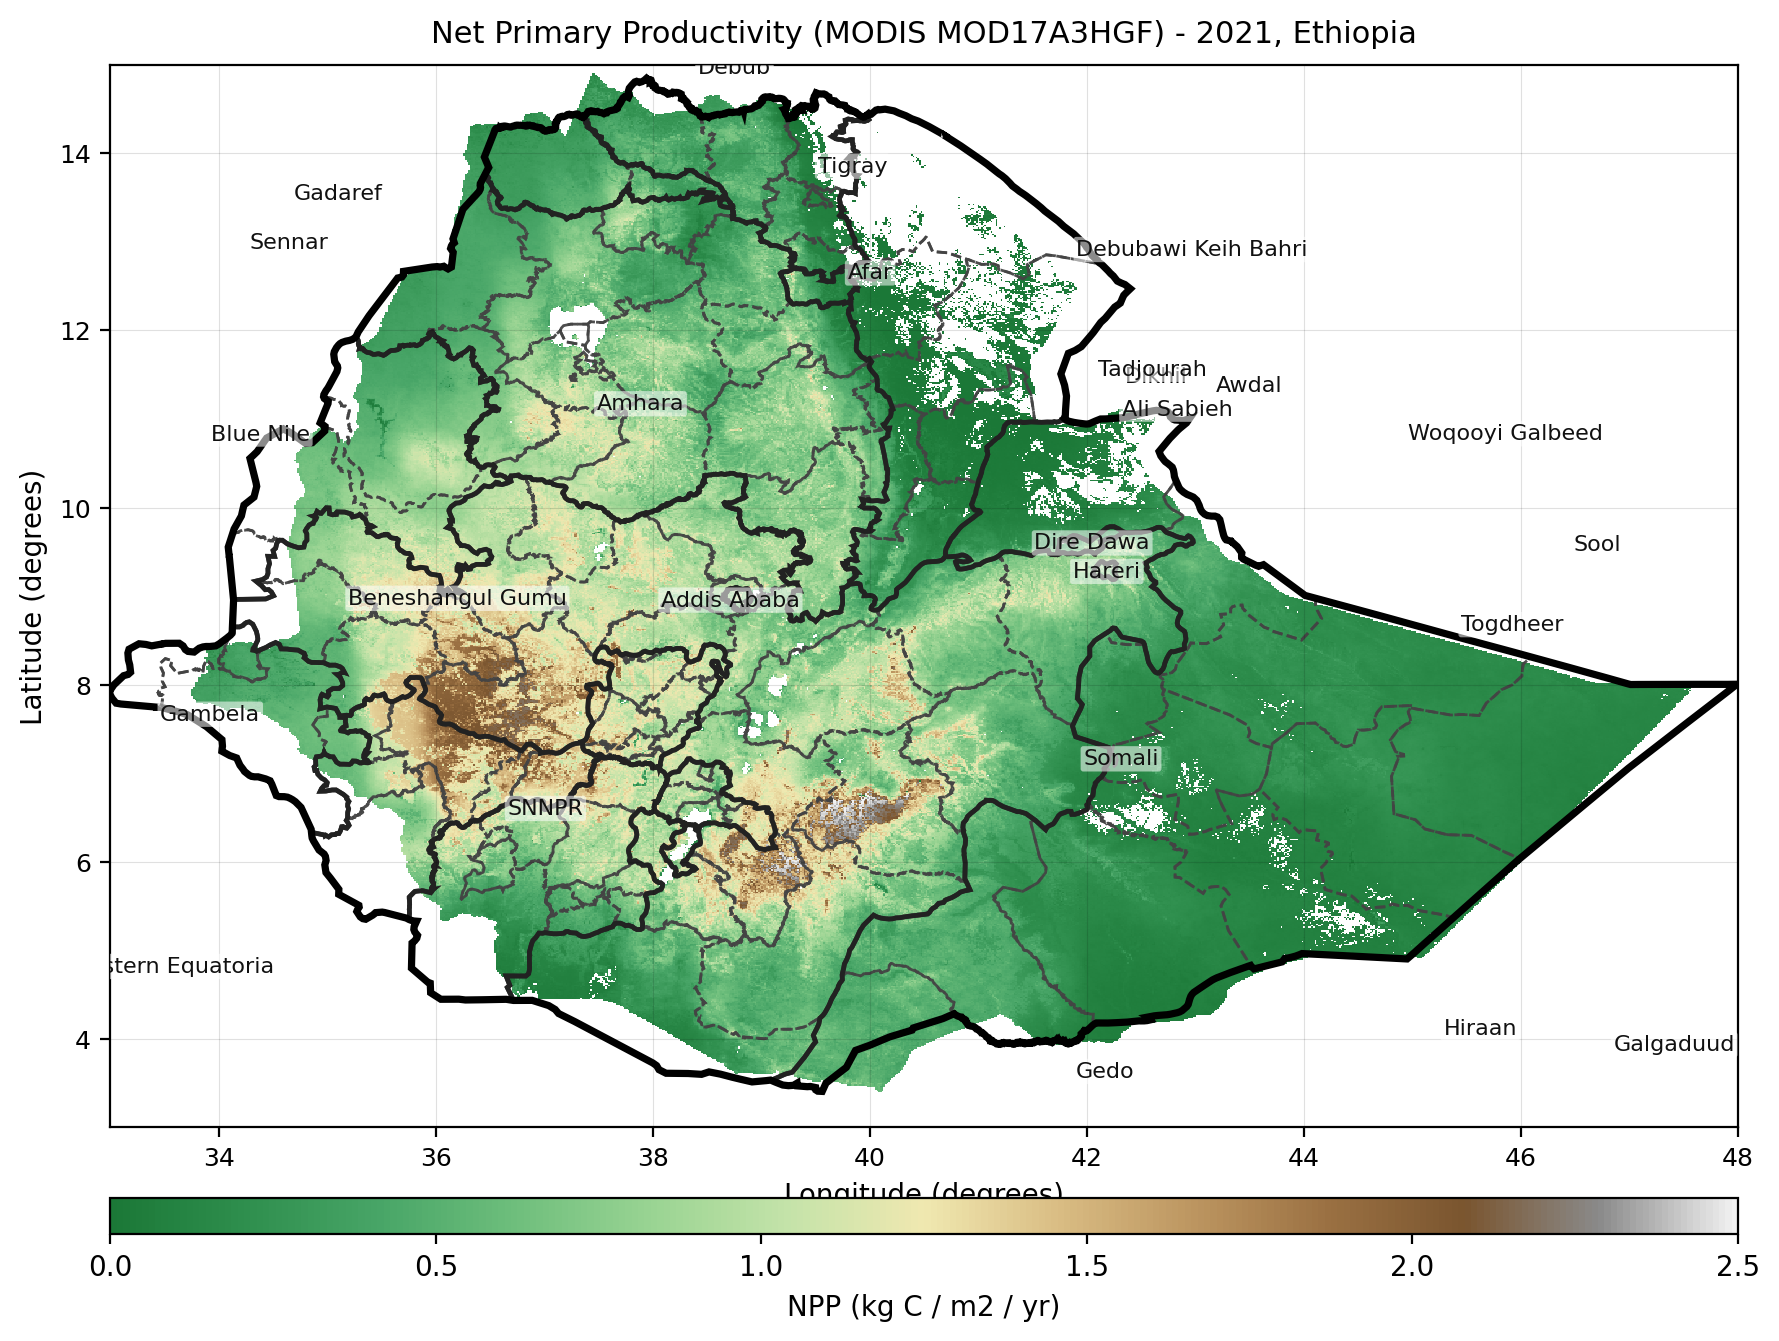 Net Primary Productivity (MODIS MOD17A3HGF) - 2021, Ethiopia
Debub
14
Tigray
Gadaref
Sennar
Debubawi Keih Bahri
Afar
12
Tadjourah
Dikhil
Awdal
Amhara
Ali Sabieh
Blue Nile
Woqooyi Galbeed
10
Dire Dawa
Sool
Hareri
Beneshangul Gumu
Addis Ababa
Togdheer
8
Gambela
Somali
SNNPR
6
stern Equatoria
4
Hiraan
Galgaduud
Gedo
Latitude (degrees)
34
36
38
40
42
44
46
48
Longitude (degrees)
0.0
0.5
1.0
1.5
2.0
2.5
NPP (kg C / m2 / yr)